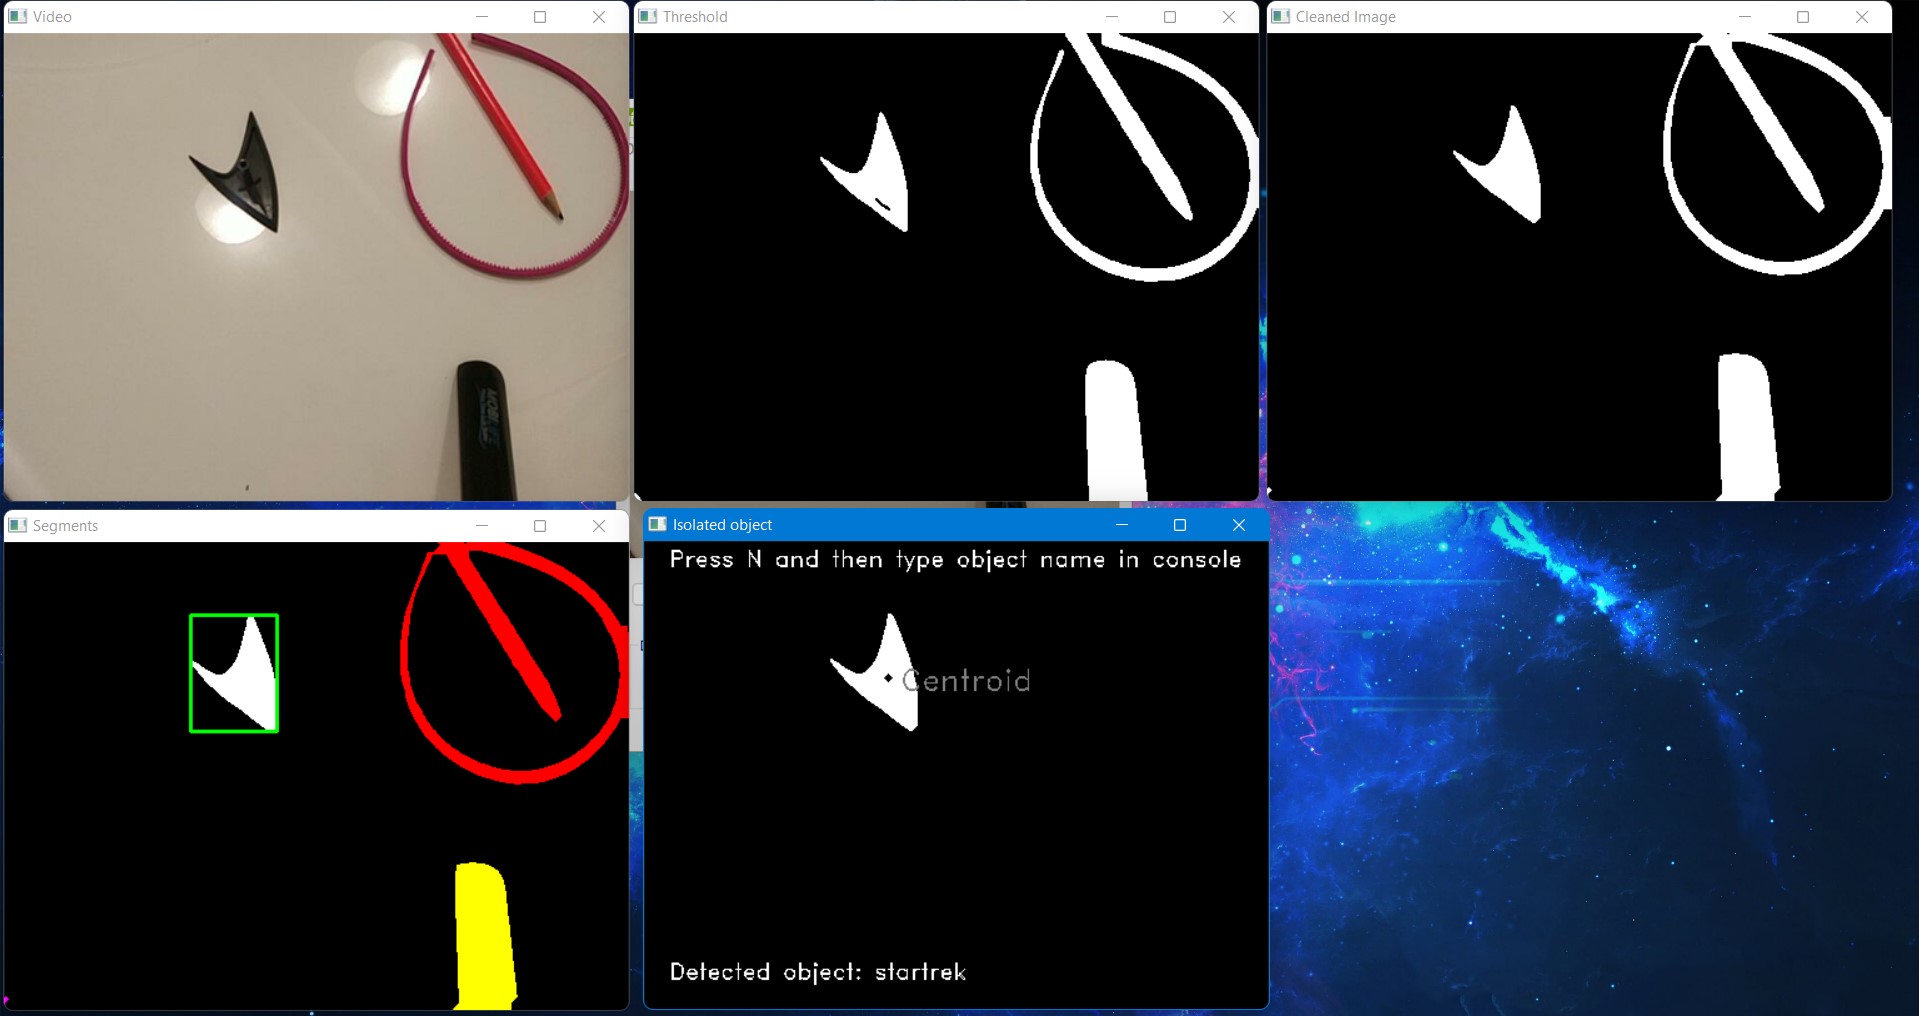 Video
Threshold
Cleaned Image
Segments
Isolated object
Press N and then type object name in console
Centroid
Detected object: startrek